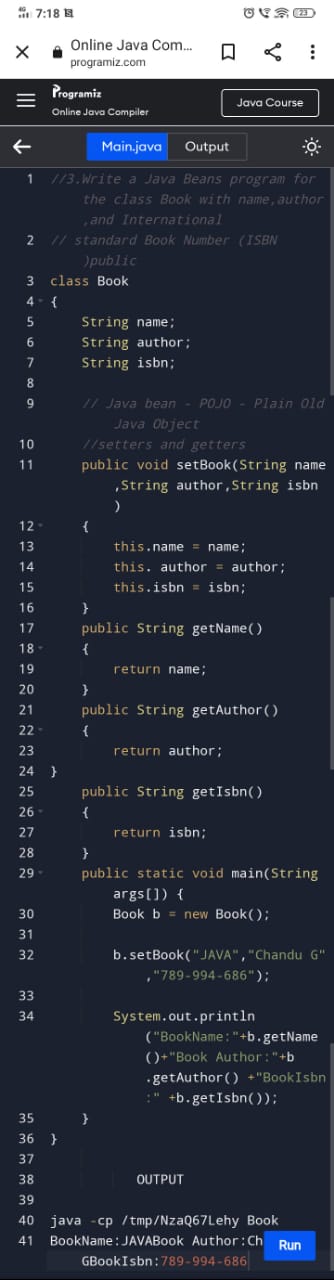 7:18
23
Online Java Com...
programiz.com
Programiz
Online Java Compiler
Java Course
Main.java
Output
1 //3.Write a Java Beans program for
the class Book with name,author
,and International
2 // standard Book Number (ISBN
)public
3 class Book
4 {
5 String name;
6 String author;
7 String isbn;
8
9 // Java bean - POJO - Plain Old
Java Object
10 //setters and getters
11 public void setBook(String name
,String author,String isbn
)
12 {
13 this.name = name;
14 this. author = author;
15 this.isbn = isbn;
16 }
17 public String getName()
18 {
19 return name;
20 }
21 public String getAuthor()
22 {
23 return author;
24 }
25 public String getIsbn()
26 {
27 return isbn;
28 }
29 public static void main(String
args[]) {
30 Book b = new Book();
31
32 b.setBook("JAVA","Chandu G"
,"789-994-686");
33
34 System.out.println
("BookName:"+b.getName
()+"Book Author:"+b
.getAuthor() +"BookIsbn
:" +b.getIsbn());
35 }
36 }
37
38 OUTPUT
39
40 java -cp /tmp/NzaQ67Lehy Book
41 BookName:JAVABook Author:Ch
GBookIsbn:789-994-686
Run